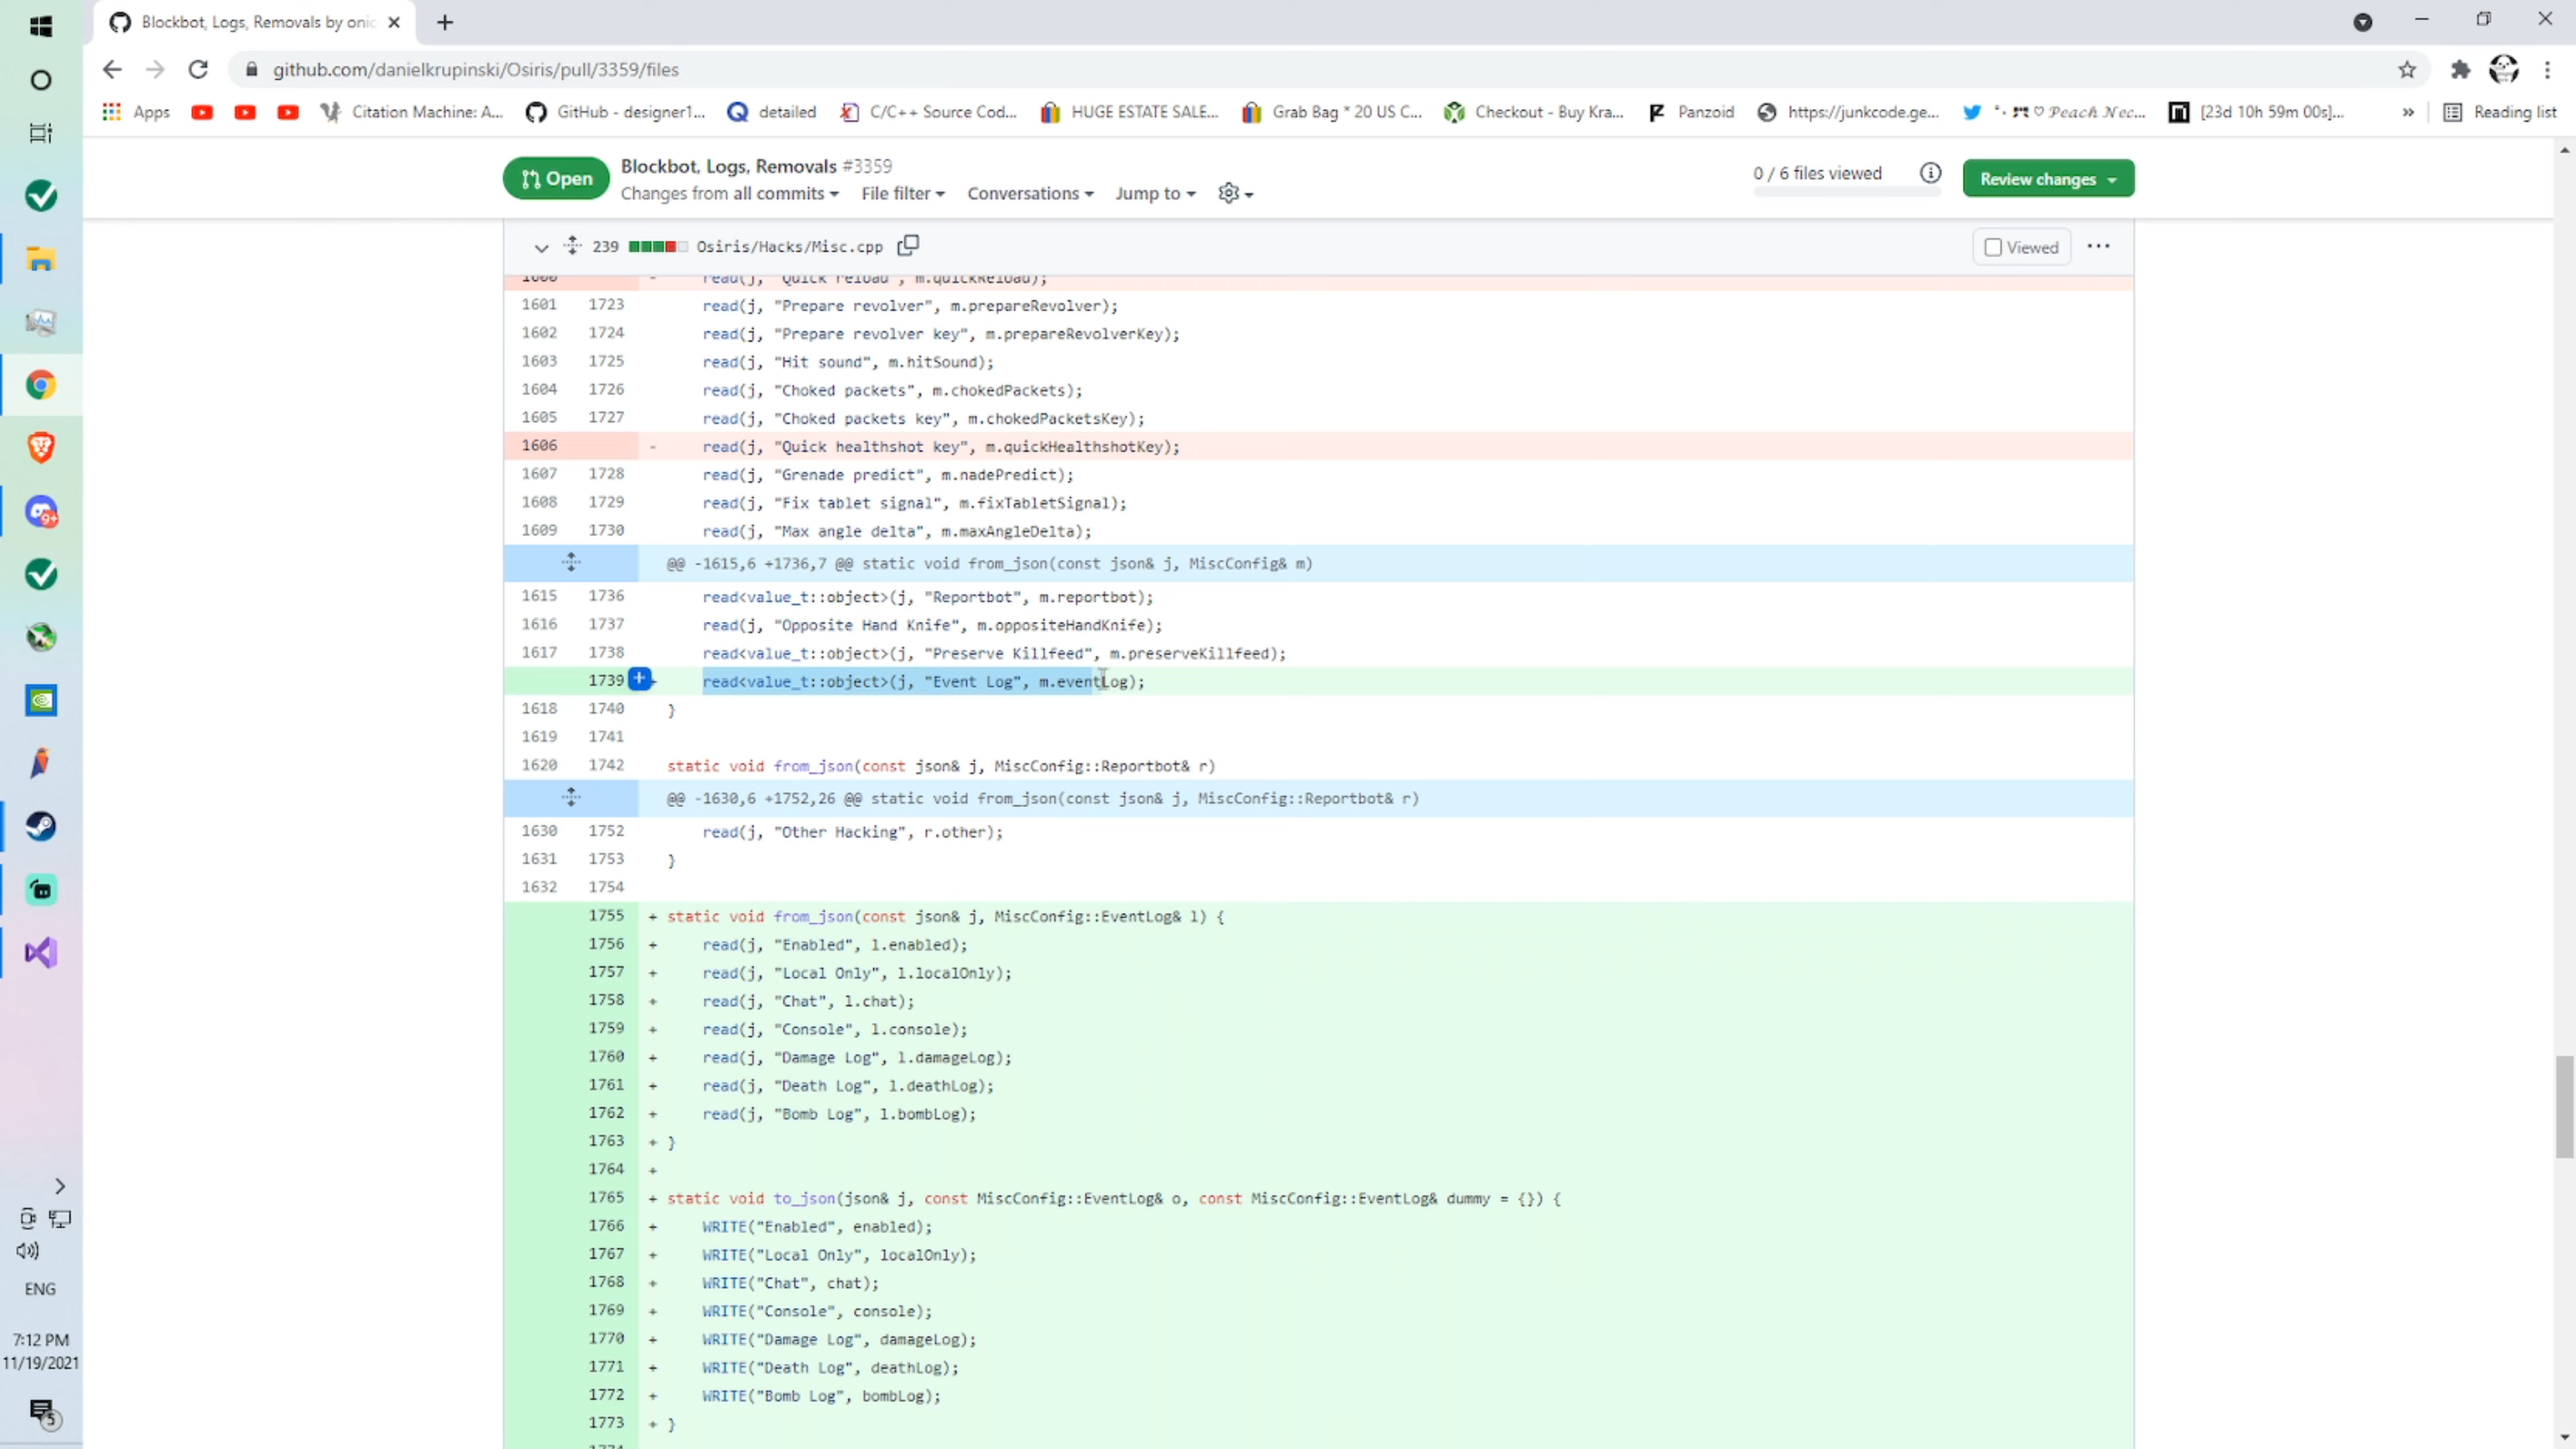 Blockbot, Logs, Removals by onic
github.com/danielkrupinski/Osiris/pull/3359/files
Apps Citation Machine: A... GitHub - designer1... detailed C/C++ Source Cod... HUGE ESTATE SALE... Grab Bag * 20 US C... Checkout - Buy Kra... Panzoid https://junkcode.ge... Peach Nec... [23d 10h 59m 00s]... » Reading list
Open
Blockbot, Logs, Removals #3359
Changes from all commits File filter Conversations Jump to
0 / 6 files viewed
Review changes
239 Osiris/Hacks/Misc.cpp
Viewed
1600 - read(j, "Quick reload", m.quickReload);
1601 1723 read(j, "Prepare revolver", m.prepareRevolver);
1602 1724 read(j, "Prepare revolver key", m.prepareRevolverKey);
1603 1725 read(j, "Hit sound", m.hitSound);
1604 1726 read(j, "Choked packets", m.chokedPackets);
1605 1727 read(j, "Choked packets key", m.chokedPacketsKey);
1606 - read(j, "Quick healthshot key", m.quickHealthshotKey);
1607 1728 read(j, "Grenade predict", m.nadePredict);
1608 1729 read(j, "Fix tablet signal", m.fixTabletSignal);
1609 1730 read(j, "Max angle delta", m.maxAngleDelta);
@@ -1615,6 +1736,7 @@ static void from_json(const json& j, MiscConfig& m)
1615 1736 read<value_t::object>(j, "Reportbot", m.reportbot);
1616 1737 read(j, "Opposite Hand Knife", m.oppositeHandKnife);
1617 1738 read<value_t::object>(j, "Preserve Killfeed", m.preserveKillfeed);
1739 + read<value_t::object>(j, "Event Log", m.eventLog);
1618 1740 }
1619 1741
1620 1742 static void from_json(const json& j, MiscConfig::Reportbot& r)
@@ -1630,6 +1752,26 @@ static void from_json(const json& j, MiscConfig::Reportbot& r)
1630 1752 read(j, "Other Hacking", r.other);
1631 1753 }
1632 1754
1755 + static void from_json(const json& j, MiscConfig::EventLog& l) {
1756 + read(j, "Enabled", l.enabled);
1757 + read(j, "Local Only", l.localOnly);
1758 + read(j, "Chat", l.chat);
1759 + read(j, "Console", l.console);
1760 + read(j, "Damage Log", l.damageLog);
1761 + read(j, "Death Log", l.deathLog);
1762 + read(j, "Bomb Log", l.bombLog);
1763 + }
1764 +
1765 + static void to_json(json& j, const MiscConfig::EventLog& o, const MiscConfig::EventLog& dummy = {}) {
1766 + WRITE("Enabled", enabled);
1767 + WRITE("Local Only", localOnly);
1768 + WRITE("Chat", chat);
1769 + WRITE("Console", console);
1770 + WRITE("Damage Log", damageLog);
1771 + WRITE("Death Log", deathLog);
1772 + WRITE("Bomb Log", bombLog);
1773 + }
9+
ENG
7:12 PM
11/19/2021
5